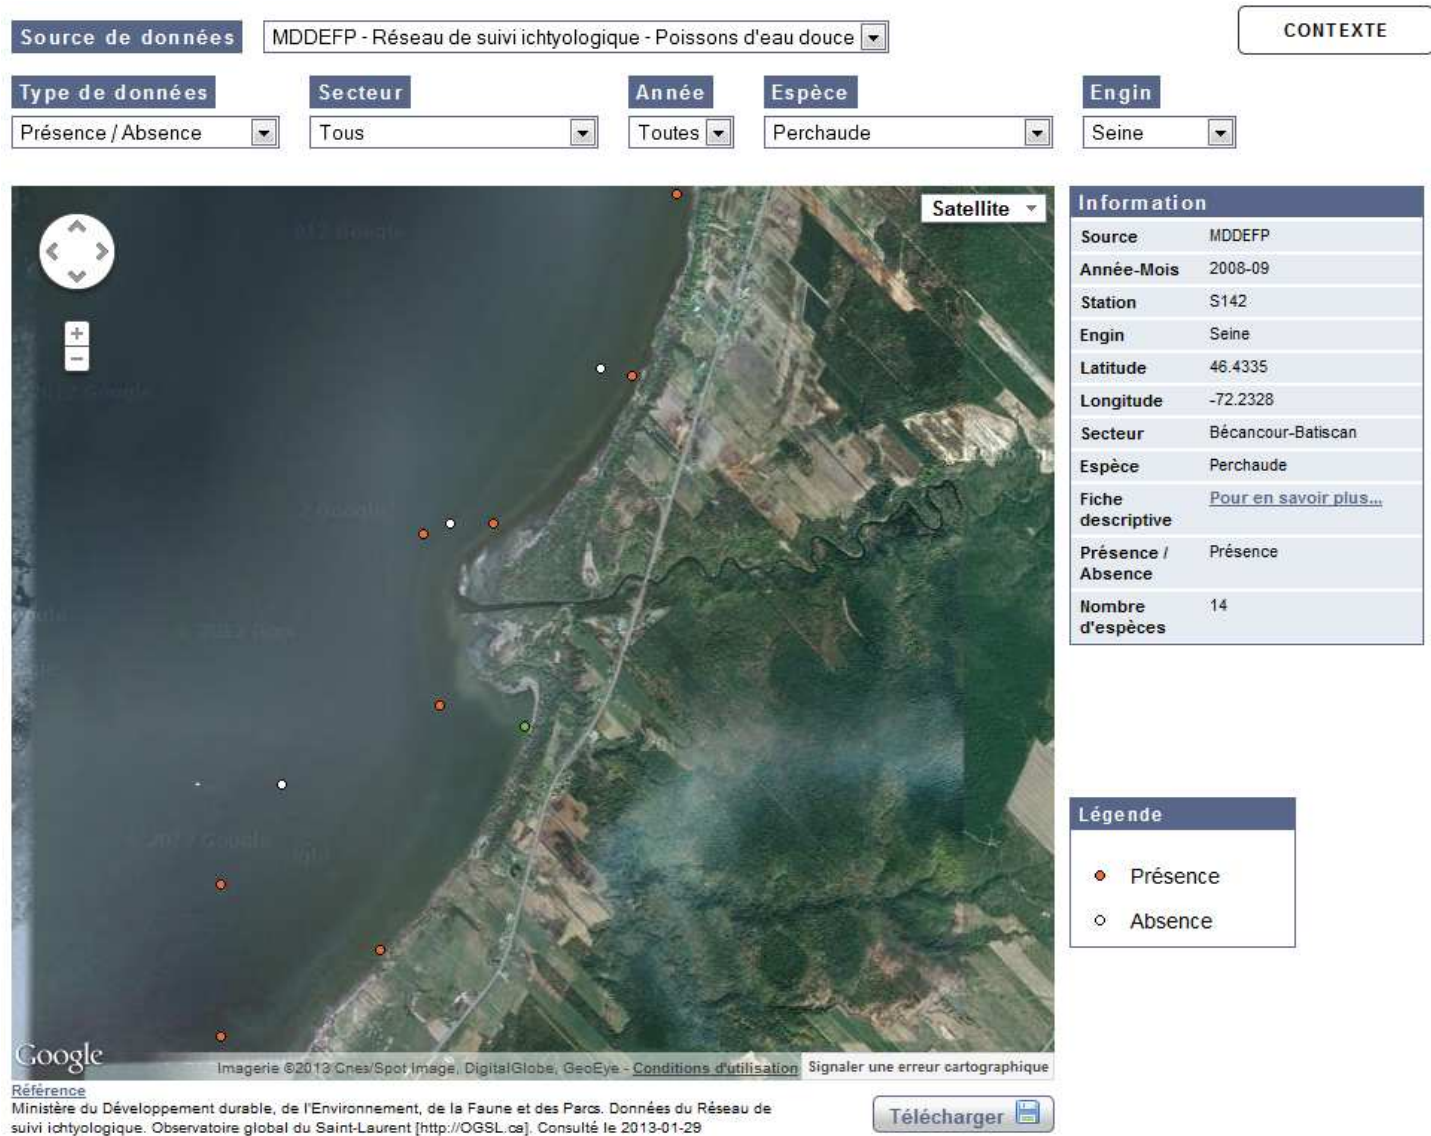 Source de données MDDEFP - Réseau de suivi ichtyologique - Poissons d'eau douce CONTEXTE
Type de données Secteur Année Espèce Engin
Présence / Absence Tous Toutes Perchaude Seine
Satellite
Information
Source MDDEFP
Année-Mois 2008-09
Station S142
Engin Seine
Latitude 46.4335
Longitude -72.2328
Secteur Bécancour-Batiscan
Espèce Perchaude
Fiche descriptive Pour en savoir plus...
Présence / Absence Présence
Nombre d'espèces 14
Légende
Présence
Absence
Google
Imagerie ©2013 Cnes/Spot Image, DigitalGlobe, GeoEye - Conditions d'utilisation Signaler une erreur cartographique
Référence
Ministère du Développement durable, de l'Environnement, de la Faune et des Parcs. Données du Réseau de
suivi ichtyologique. Observatoire global du Saint-Laurent [http://OGSL.ca]. Consulté le 2013-01-29
Télécharger